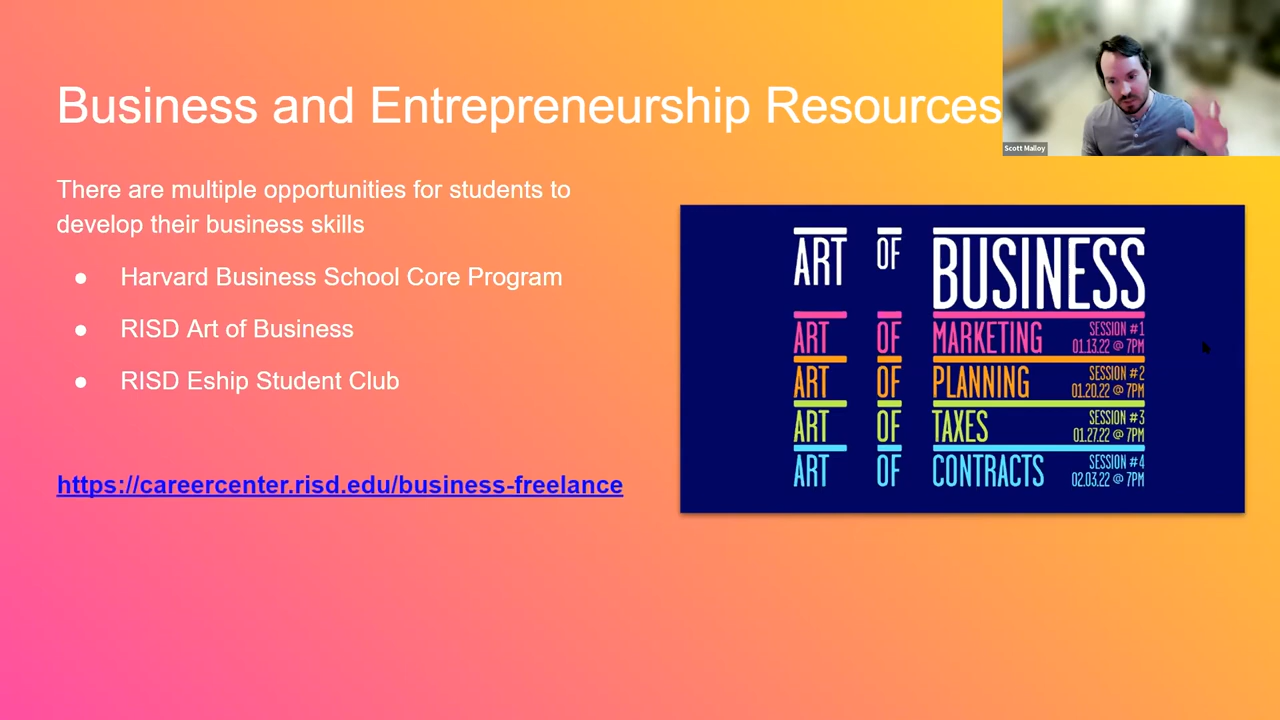 Business and Entrepreneurship Resources
Scott Malloy
There are multiple opportunities for students to
develop their business skills
● Harvard Business School Core Program
● RISD Art of Business
● RISD Eship Student Club
https://careercenter.risd.edu/business-freelance
ART OF BUSINESS
ART OF MARKETING SESSION #1
01.13.22 @ 7PM
ART OF PLANNING SESSION #2
01.20.22 @ 7PM
ART OF TAXES SESSION #3
01.27.22 @ 7PM
ART OF CONTRACTS SESSION #4
02.03.22 @ 7PM